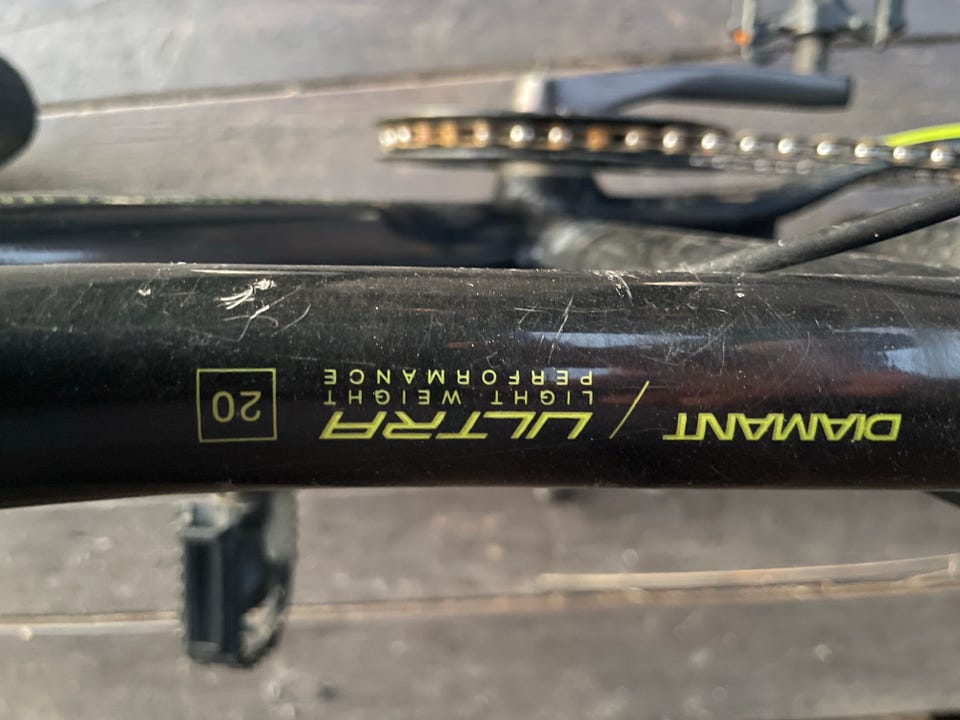 DIAMANT / ULTRA
LIGHT WEIGHT
PERFORMANCE
20